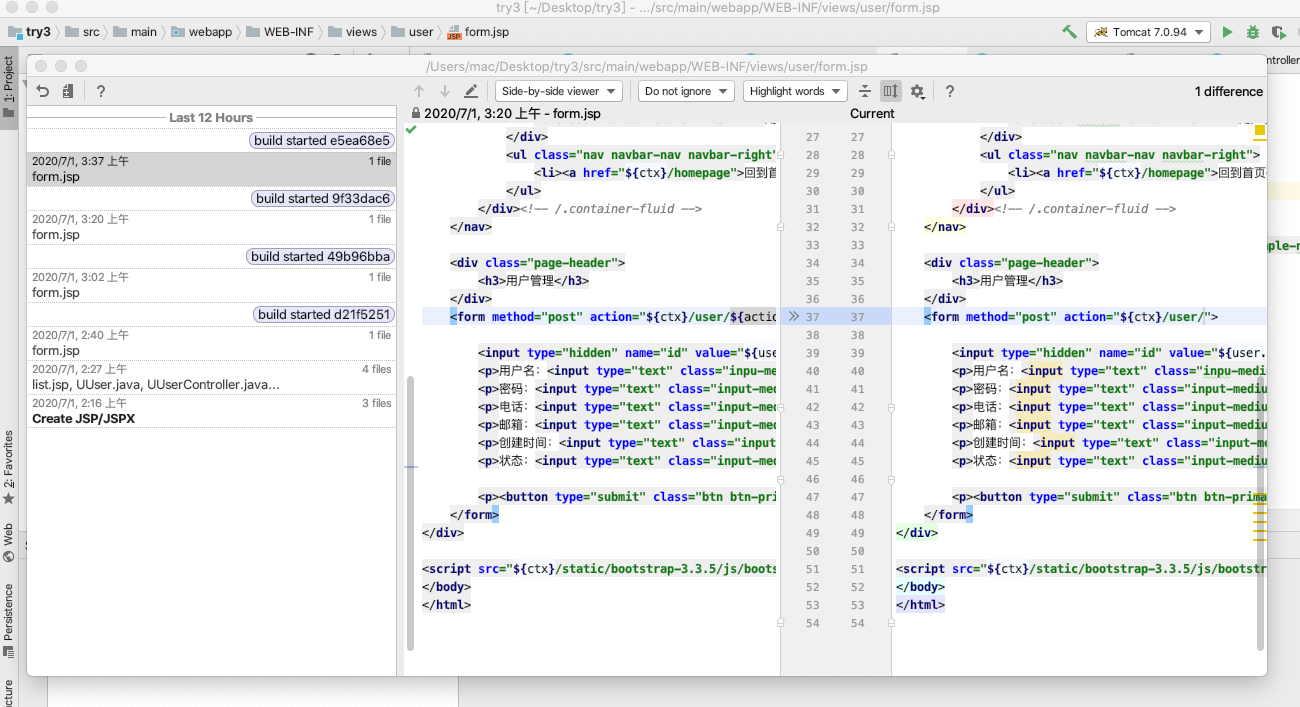 try3 [~/Desktop/try3] - .../src/main/webapp/WEB-INF/views/user/form.jsp
try3 src main webapp WEB-INF views user form.jsp
Tomcat 7.0.94
/Users/mac/Desktop/try3/src/main/webapp/WEB-INF/views/user/form.jsp
1: Project
2: Favorites
Web
Persistence
?
Side-by-side viewer
Do not ignore
Highlight words
?
1 difference
Last 12 Hours
build started e5ea68e5
2020/7/1, 3:37 上午 1 file
form.jsp
build started 9f33dac6
2020/7/1, 3:20 上午 1 file
form.jsp
build started 49b96bba
2020/7/1, 3:02 上午 1 file
form.jsp
build started d21f5251
2020/7/1, 2:40 上午 1 file
form.jsp
2020/7/1, 2:27 上午 4 files
list.jsp, UUser.java, UUserController.java...
2020/7/1, 2:16 上午 3 files
Create JSP/JSPX
2020/7/1, 3:20 上午 - form.jsp
</div>
<ul class="nav navbar-nav navbar-right"
<li><a href="${ctx}/homepage">回到首
</ul>
</div><!-- /.container-fluid -->
</nav>
<div class="page-header">
<h3>用户管理</h3>
</div>
<form method="post" action="${ctx}/user/${actio
<input type="hidden" name="id" value="${use
<p>用户名: <input type="text" class="inpu-me
<p>密码: <input type="text" class="input-med
<p>电话: <input type="text" class="input-med
<p>邮箱: <input type="text" class="input-med
<p>创建时间: <input type="text" class="input
<p>状态: <input type="text" class="input-med
<p><button type="submit" class="btn btn-pri
</form>
</div>
<script src="${ctx}/static/bootstrap-3.3.5/js/boots
</body>
</html>
27 27
28 28
29 29
30 30
31 31
32 32
33 33
34 34
35 35
36 36
37 37
38 38
39 39
40 40
41 41
42 42
43 43
44 44
45 45
46 46
47 47
48 48
49 49
50 50
51 51
52 52
53 53
54 54
Current
</div>
<ul class="nav navbar-nav navbar-right">
<li><a href="${ctx}/homepage">回到首页
</ul>
</div><!-- /.container-fluid -->
</nav>
<div class="page-header">
<h3>用户管理</h3>
</div>
<form method="post" action="${ctx}/user/">
<input type="hidden" name="id" value="${user.
<p>用户名: <input type="text" class="inpu-medi
<p>密码: <input type="text" class="input-mediu
<p>电话: <input type="text" class="input-mediu
<p>邮箱: <input type="text" class="input-mediu
<p>创建时间: <input type="text" class="input-m
<p>状态: <input type="text" class="input-mediu
<p><button type="submit" class="btn btn-prima
</form>
</div>
<script src="${ctx}/static/bootstrap-3.3.5/js/bootstr
</body>
</html>
ntroller
ple-n